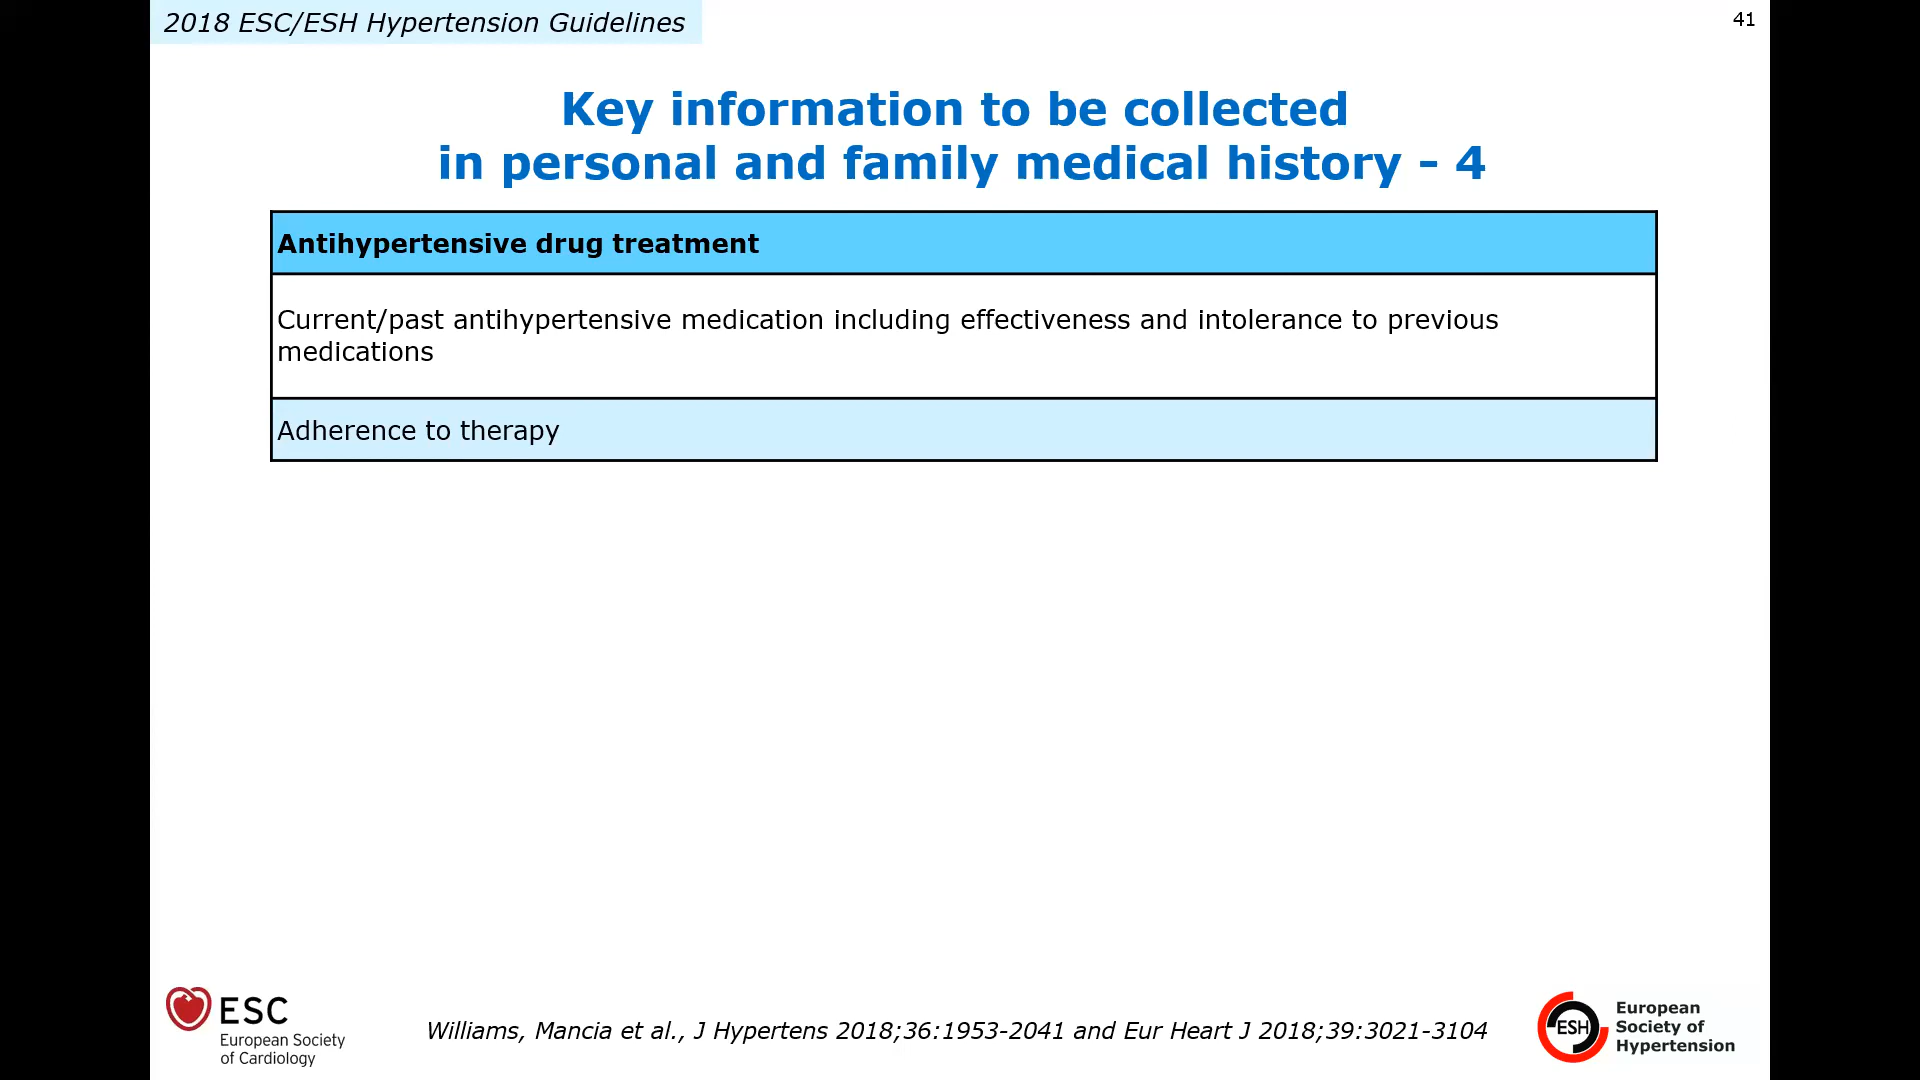 2018 ESC/ESH Hypertension Guidelines
41
Key information to be collected
in personal and family medical history - 4
Antihypertensive drug treatment
Current/past antihypertensive medication including effectiveness and intolerance to previous
medications
Adherence to therapy
ESC
European Society
of Cardiology
Williams, Mancia et al., J Hypertens 2018;36:1953-2041 and Eur Heart J 2018;39:3021-3104
ESH
European
Society of
Hypertension